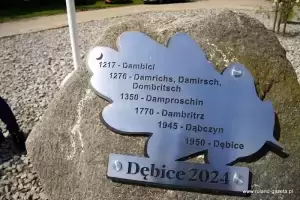 1217 - Dambici
1276 - Damrichs, Damirsch,
Dombritsch
1350 - Damproschin
1770 - Dambritz
1945 - Dąbczyn
1950 - Dębice
Dębice 2024
www.ruland-gazeta.pl